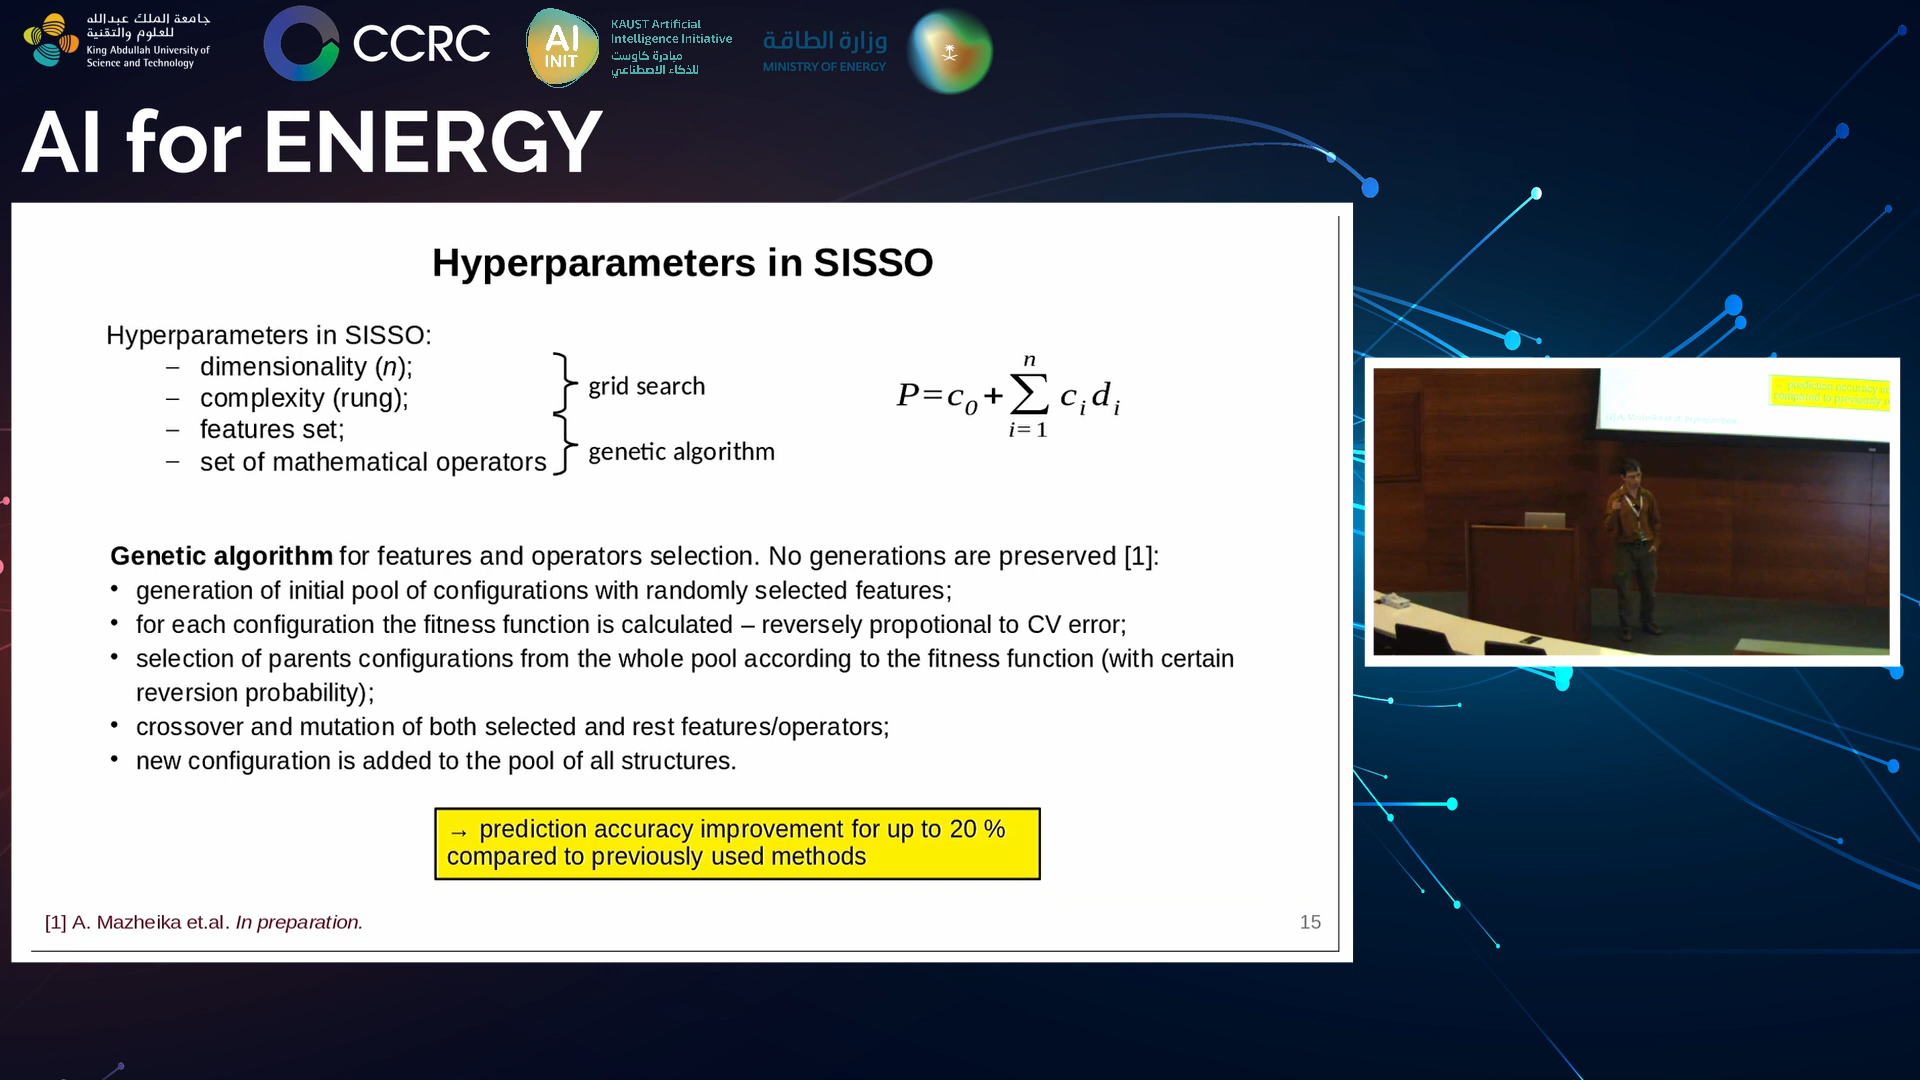 جامعة الملك عبدالله
للعلوم والتقنية
King Abdullah University of
Science and Technology
CCRC
AI
INIT
KAUST Artificial
Intelligence Initiative
مبادرة كاوست
للذكاء الاصطناعي
وزارة الطاقة
MINISTRY OF ENERGY
AI for ENERGY
Hyperparameters in SISSO
Hyperparameters in SISSO:
– dimensionality (n);
– complexity (rung);
grid search
– features set;
– set of mathematical operators
genetic algorithm
P=c_0+∑_{i=1}^{n} c_i d_i
Genetic algorithm for features and operators selection. No generations are preserved [1]:
• generation of initial pool of configurations with randomly selected features;
• for each configuration the fitness function is calculated – reversely propotional to CV error;
• selection of parents configurations from the whole pool according to the fitness function (with certain
reversion probability);
• crossover and mutation of both selected and rest features/operators;
• new configuration is added to the pool of all structures.
→ prediction accuracy improvement for up to 20 %
compared to previously used methods
[1] A. Mazheika et.al. In preparation.
15